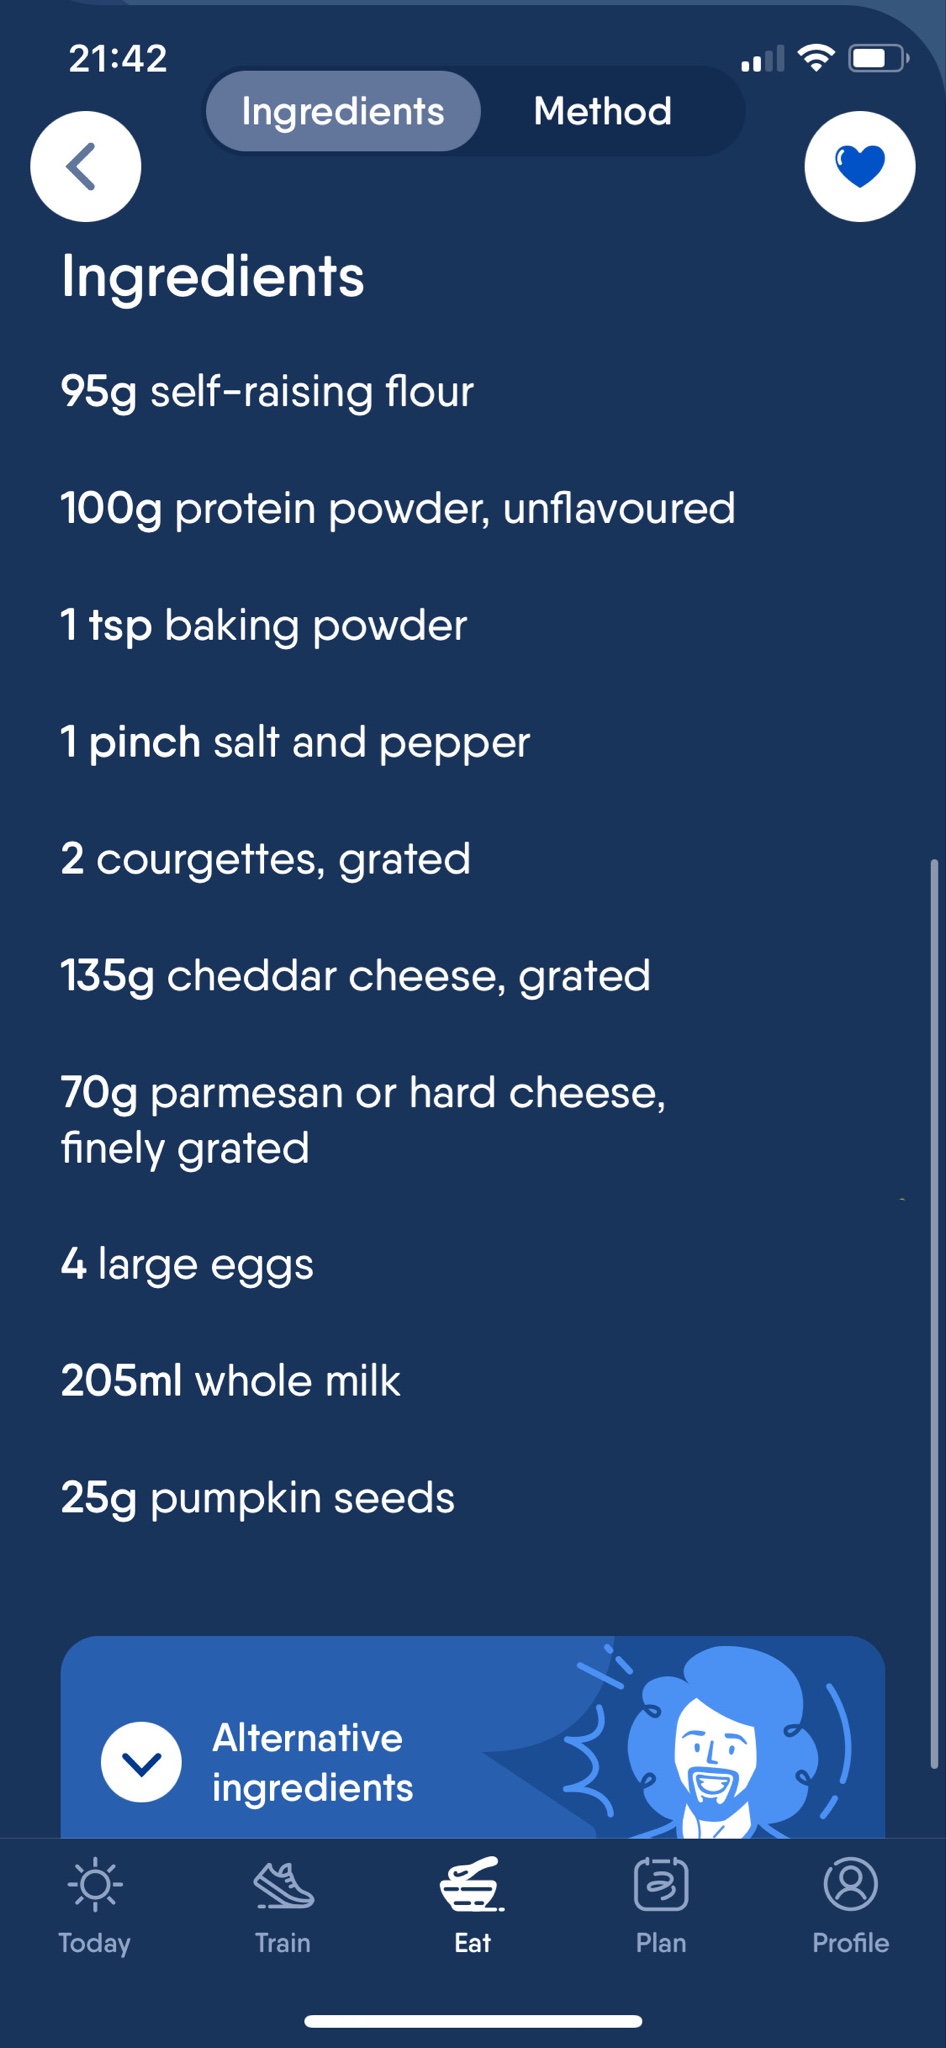 21:42
Ingredients
Method
Ingredients
95g self-raising flour
100g protein powder, unflavoured
1 tsp baking powder
1 pinch salt and pepper
2 courgettes, grated
135g cheddar cheese, grated
70g parmesan or hard cheese,
finely grated
4 large eggs
205ml whole milk
25g pumpkin seeds
Alternative
ingredients
Today
Train
Eat
Plan
Profile